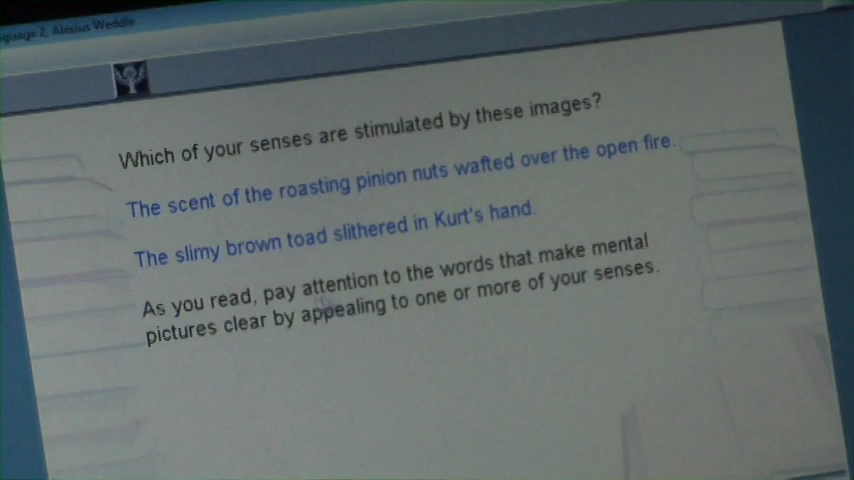 guage 2, Alexius Weddle
Which of your senses are stimulated by these images?
The scent of the roasting pinion nuts wafted over the open fire.
The slimy brown toad slithered in Kurt's hand.
As you read, pay attention to the words that make mental
pictures clear by appealing to one or more of your senses.